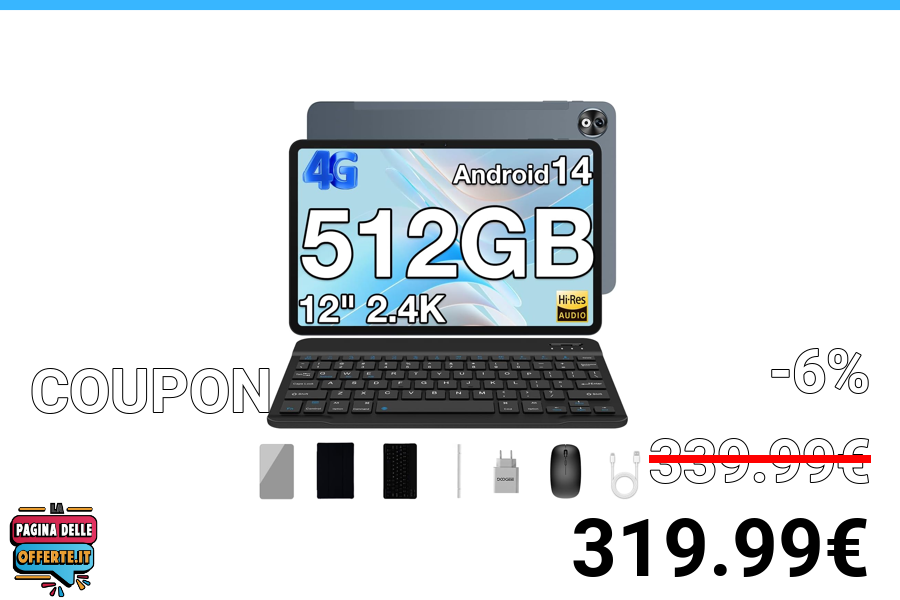 4G
Android14
512GB
12" 2.4K
Hi-Res
AUDIO
COUPON
-6%
339.99€
DOOGEE
319.99€
LA
PAGINA DELLE
OFFERTE.IT